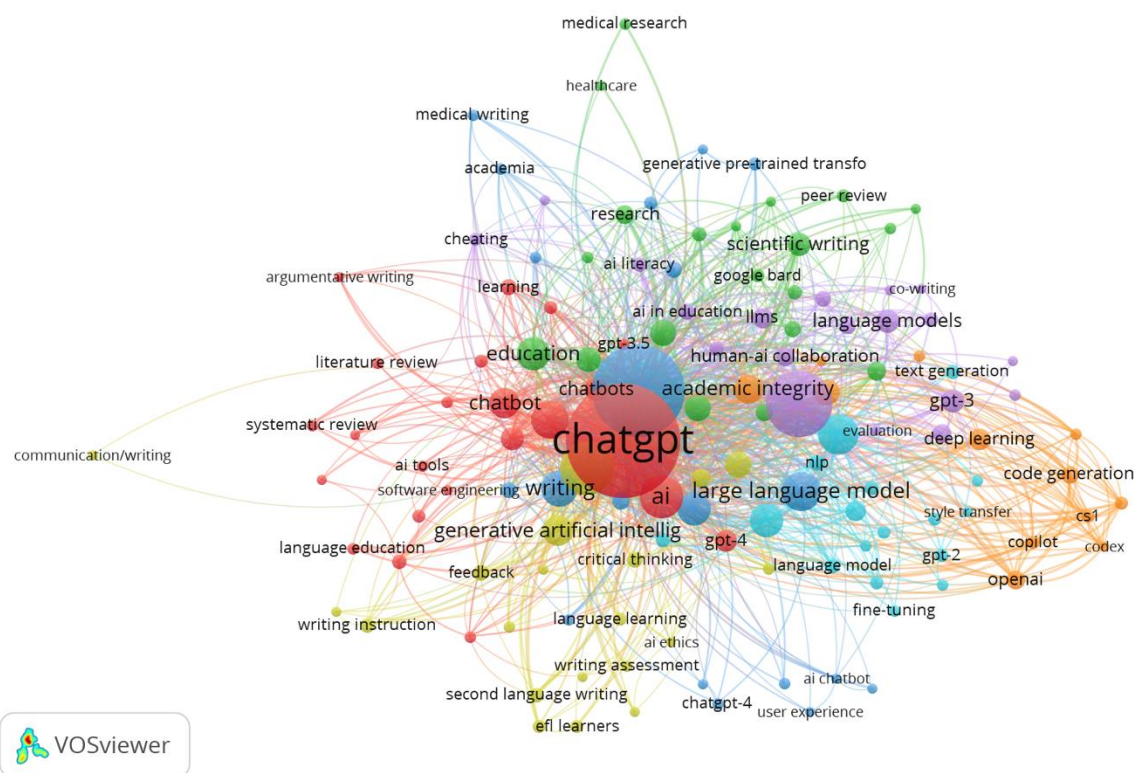 medical research
healthcare
medical writing
generative pre-trained transfo
academia
peer review
research
cheating
scientific writing
ai literacy
google bard
argumentative writing
learning
co-writing
ai in education
llms
language models
gpt-3.5
education
human-ai collaboration
literature review
text generation
chatbots
academic integrity
chatbot
gpt-3
systematic review
evaluation
deep learning
chatgpt
communication/writing
ai tools
nlp
code generation
software engineering
writing
ai
large language model
style transfer
cs1
generative artificial intellig
gpt-4
copilot
codex
language education
critical thinking
gpt-2
feedback
language model
openai
fine-tuning
writing instruction
language learning
ai ethics
writing assessment
ai chatbot
second language writing
chatgpt-4
user experience
efl learners
VOSviewer